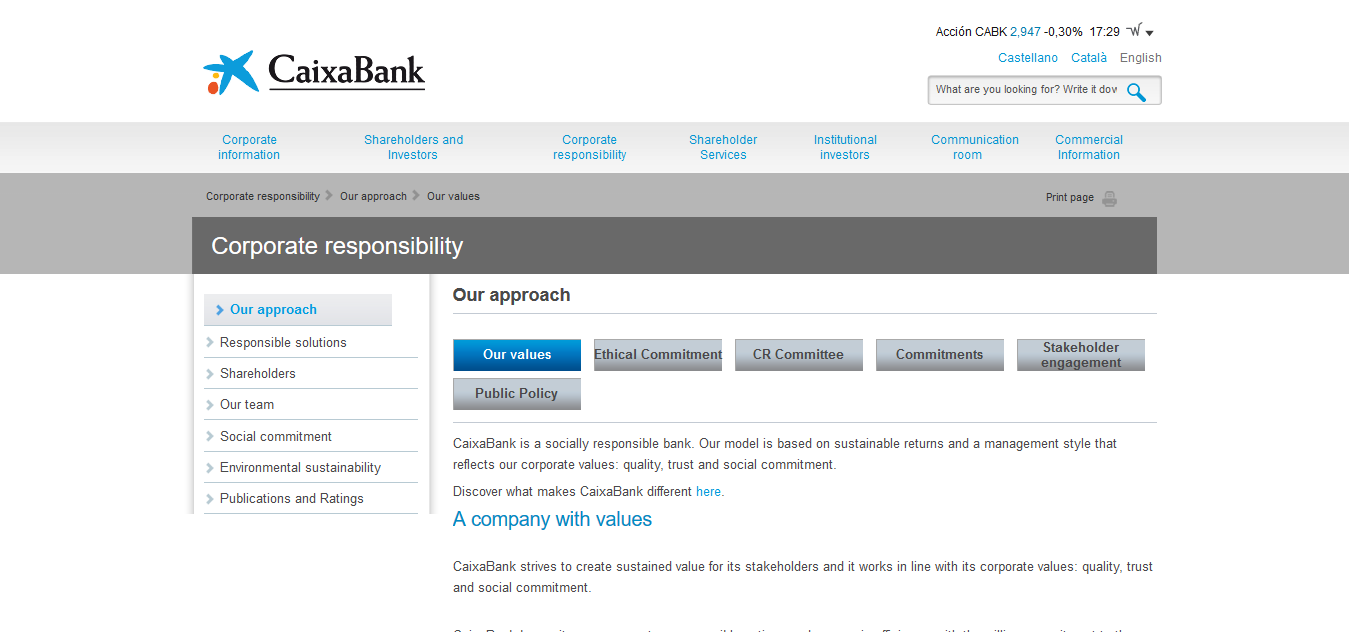 Acción CABK 2,947 -0,30% 17:29
CaixaBank
Castellano Català English
What are you looking for? Write it dow
Corporate information
Shareholders and Investors
Corporate responsibility
Shareholder Services
Institutional investors
Communication room
Commercial Information
Corporate responsibility Our approach Our values
Print page
Corporate responsibility
Our approach
Responsible solutions
Shareholders
Our team
Social commitment
Environmental sustainability
Publications and Ratings
Our approach
Our values
Ethical Commitment
CR Committee
Commitments
Stakeholder engagement
Public Policy
CaixaBank is a socially responsible bank. Our model is based on sustainable returns and a management style that
reflects our corporate values: quality, trust and social commitment.
Discover what makes CaixaBank different here.
A company with values
CaixaBank strives to create sustained value for its stakeholders and it works in line with its corporate values: quality, trust
and social commitment.